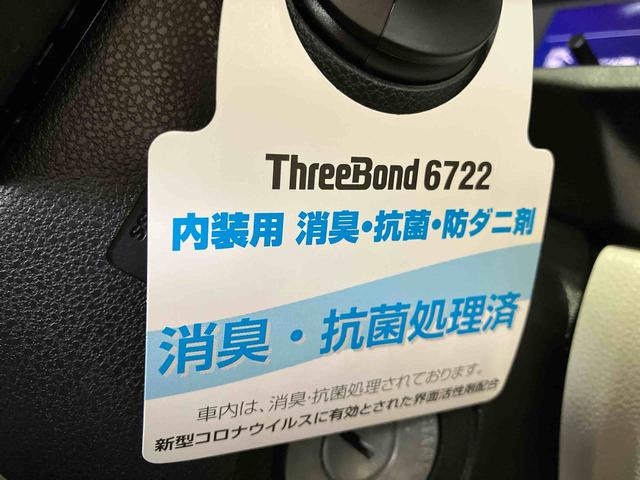 ThreeBond 6722
内装用 消臭・抗菌・防ダニ剤
消臭・抗菌処理済
車内は、消臭・抗菌処理されております。
新型コロナウイルスに有効とされた界面活性剤配合